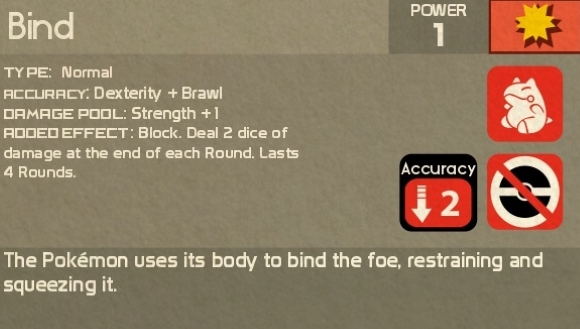 Bind
POWER
1
TYPE: Normal
ACCURACY: Dexterity + Brawl
DAMAGE POOL: Strength +1
ADDED EFFECT: Block. Deal 2 dice of
damage at the end of each Round. Lasts
4 Rounds.
Accuracy
2
The Pokémon uses its body to bind the foe, restraining and
squeezing it.